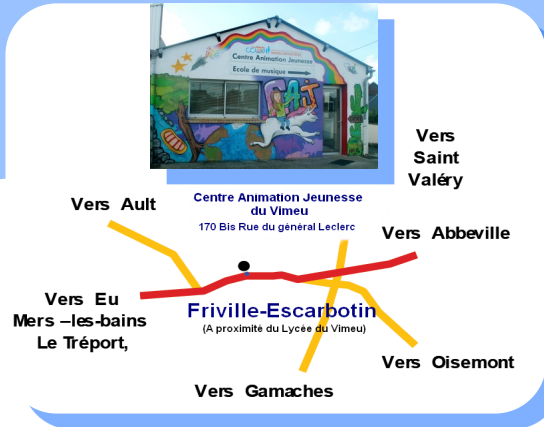 Centre Animation Jeunesse
Ecole de musique
CAJ
Vers
Saint
Valéry
Centre Animation Jeunesse
du Vimeu
170 Bis Rue du général Leclerc
Vers Ault
Vers Abbeville
Vers Eu
Mers –les-bains
Le Tréport,
Friville-Escarbotin
(A proximité du Lycée du Vimeu)
Vers Oisemont
Vers Gamaches